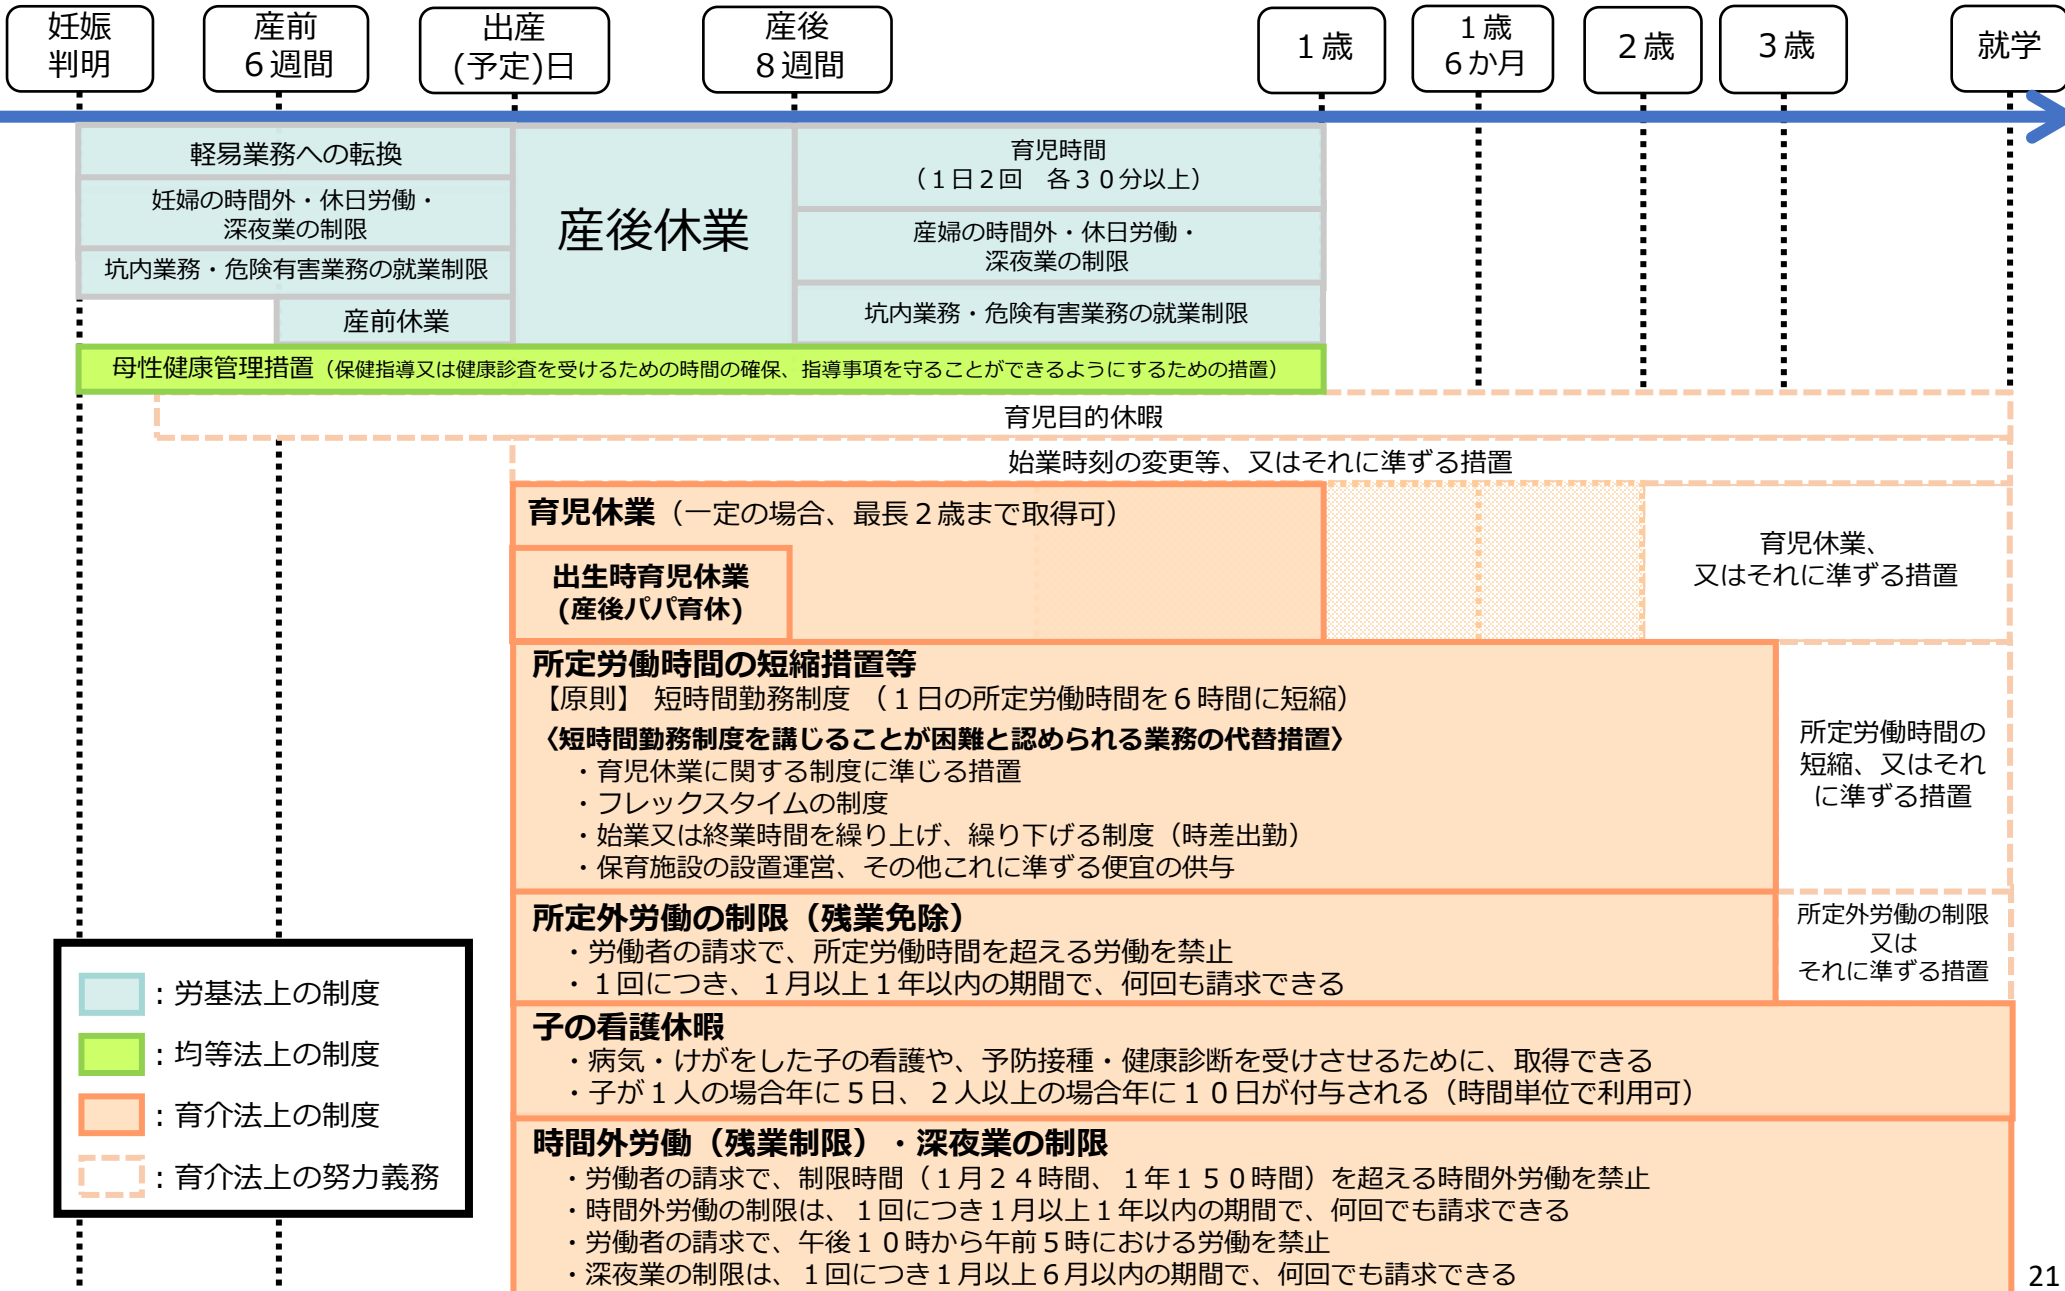 妊娠
判明
産前
６週間
出産
(予定)日
産後
８週間
１歳
１歳
６か月
２歳
３歳
就学
軽易業務への転換
妊婦の時間外・休日労働・
深夜業の制限
坑内業務・危険有害業務の就業制限
産前休業
産後休業
育児時間
（１日２回　各３０分以上）
産婦の時間外・休日労働・
深夜業の制限
坑内業務・危険有害業務の就業制限
母性健康管理措置（保健指導又は健康診査を受けるための時間の確保、指導事項を守ることができるようにするための措置）
育児目的休暇
始業時刻の変更等、又はそれに準ずる措置
育児休業（一定の場合、最長２歳まで取得可）
出生時育児休業
(産後パパ育休)
育児休業、
又はそれに準ずる措置
所定労働時間の短縮措置等
【原則】 短時間勤務制度 （１日の所定労働時間を６時間に短縮）
〈短時間勤務制度を講じることが困難と認められる業務の代替措置〉
・育児休業に関する制度に準じる措置
・フレックスタイムの制度
・始業又は終業時間を繰り上げ、繰り下げる制度（時差出勤）
・保育施設の設置運営、その他これに準ずる便宜の供与
所定労働時間の
短縮、又はそれ
に準ずる措置
所定外労働の制限（残業免除）
・労働者の請求で、所定労働時間を超える労働を禁止
・１回につき、１月以上１年以内の期間で、何回も請求できる
所定外労働の制限
又は
それに準ずる措置
子の看護休暇
・病気・けがをした子の看護や、予防接種・健康診断を受けさせるために、取得できる
・子が１人の場合年に５日、２人以上の場合年に１０日が付与される（時間単位で利用可）
時間外労働（残業制限）・深夜業の制限
・労働者の請求で、制限時間（１月２４時間、１年１５０時間）を超える時間外労働を禁止
・時間外労働の制限は、１回につき１月以上１年以内の期間で、何回でも請求できる
・労働者の請求で、午後１０時から午前５時における労働を禁止
・深夜業の制限は、１回につき１月以上６月以内の期間で、何回でも請求できる
：労基法上の制度
：均等法上の制度
：育介法上の制度
：育介法上の努力義務
21